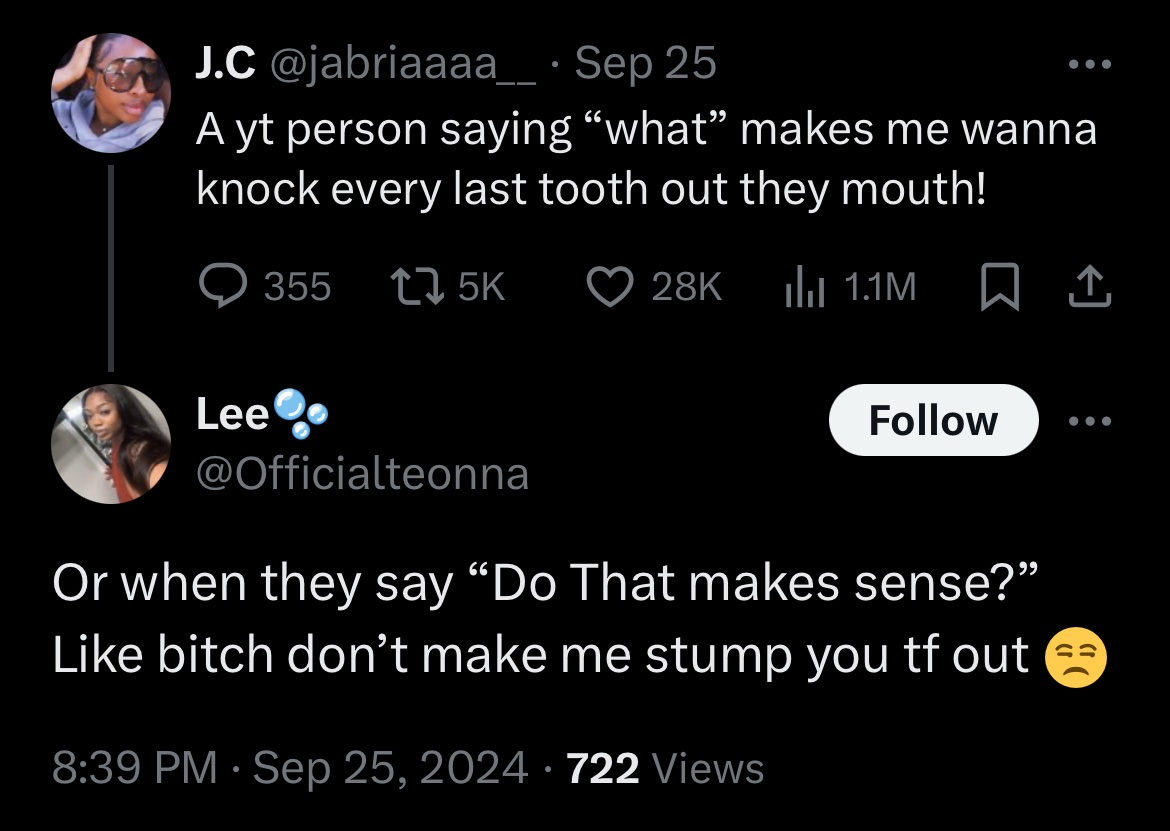 J.C @jabriaaaa__ · Sep 25
A yt person saying “what” makes me wanna
knock every last tooth out they mouth!
355 5K 28K 1.1M
Lee🫧
Follow
@Officialteonna
Or when they say “Do That makes sense?”
Like bitch don’t make me stump you tf out 😒
8:39 PM · Sep 25, 2024 · 722 Views